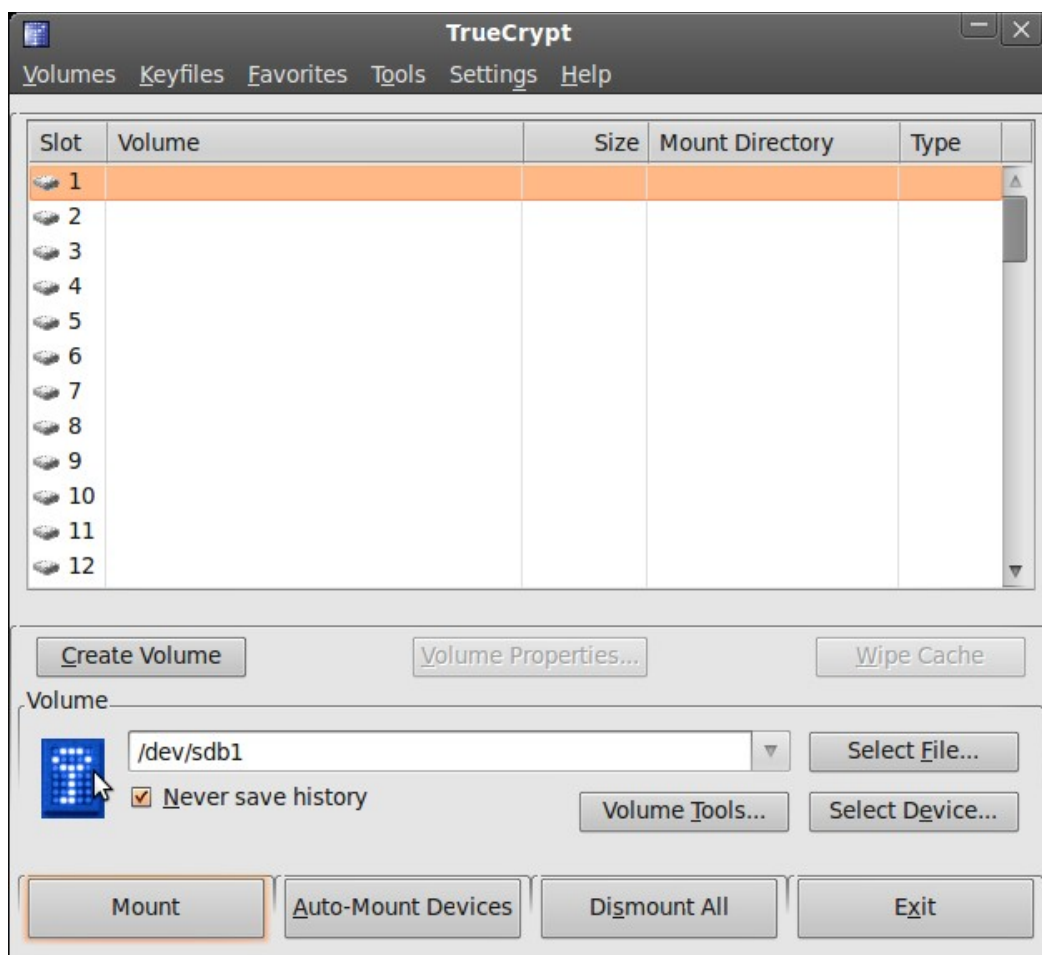 TrueCrypt
Volumes Keyfiles Favorites Tools Settings Help
Slot Volume Size Mount Directory Type
1
2
3
4
5
6
7
8
9
10
11
12
Create Volume Volume Properties... Wipe Cache
Volume
/dev/sdb1 Select File...
Never save history
Volume Tools... Select Device...
Mount Auto-Mount Devices Dismount All Exit